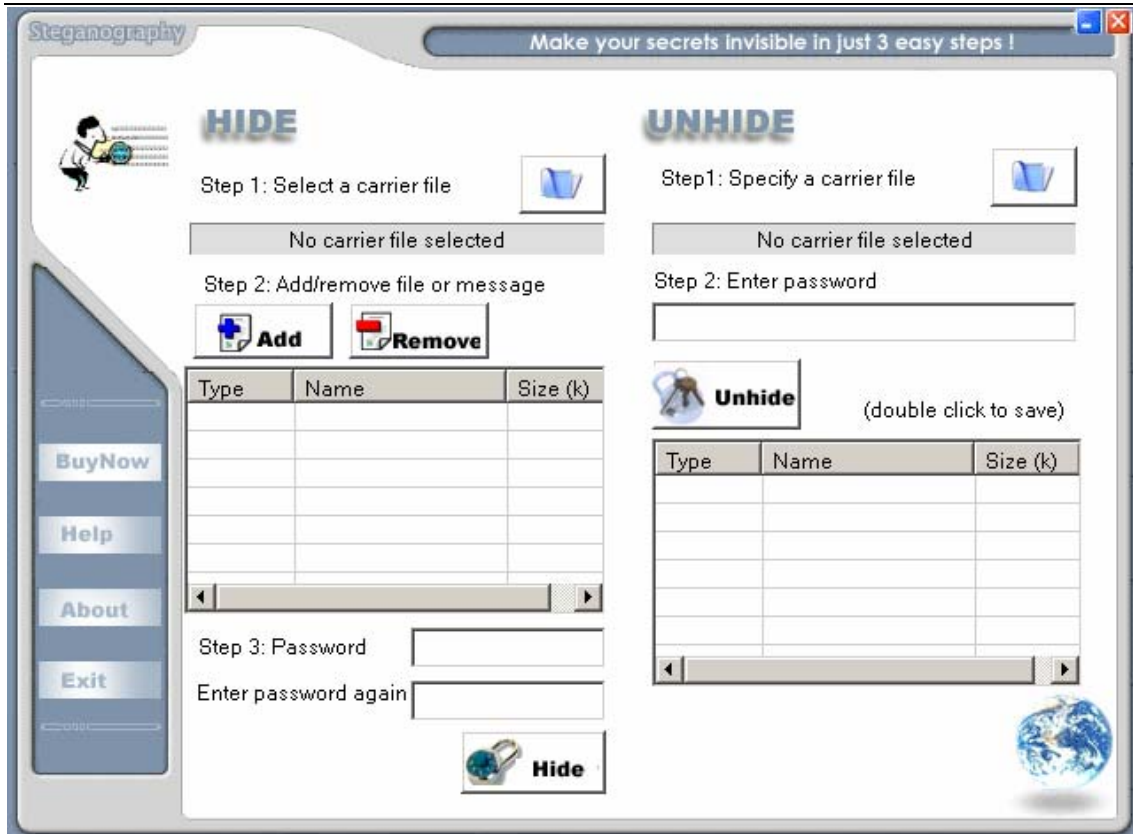 Steganography
Make your secrets invisible in just 3 easy steps !
HIDE
Step 1: Select a carrier file
No carrier file selected
Step 2: Add/remove file or message
Add
Remove
Type Name Size (k)
Step 3: Password
Enter password again
Hide
UNHIDE
Step1: Specify a carrier file
No carrier file selected
Step 2: Enter password
Unhide
(double click to save)
Type Name Size (k)
BuyNow
Help
About
Exit